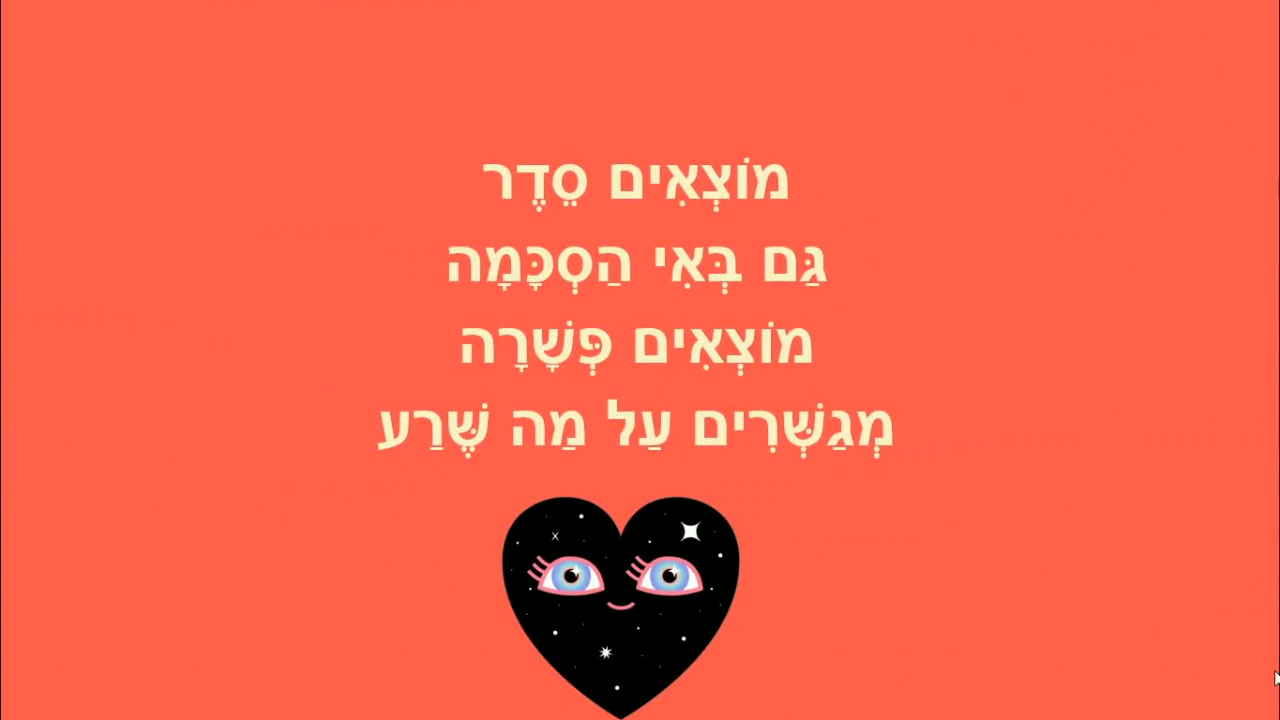 מוֹצְאִים סֵדֶר
גַּם בְּאִי הַסְכָּמָה
מוֹצְאִים פְּשָׁרָה
מְגַשְּׁרִים עַל מַה שֶּׁרַע